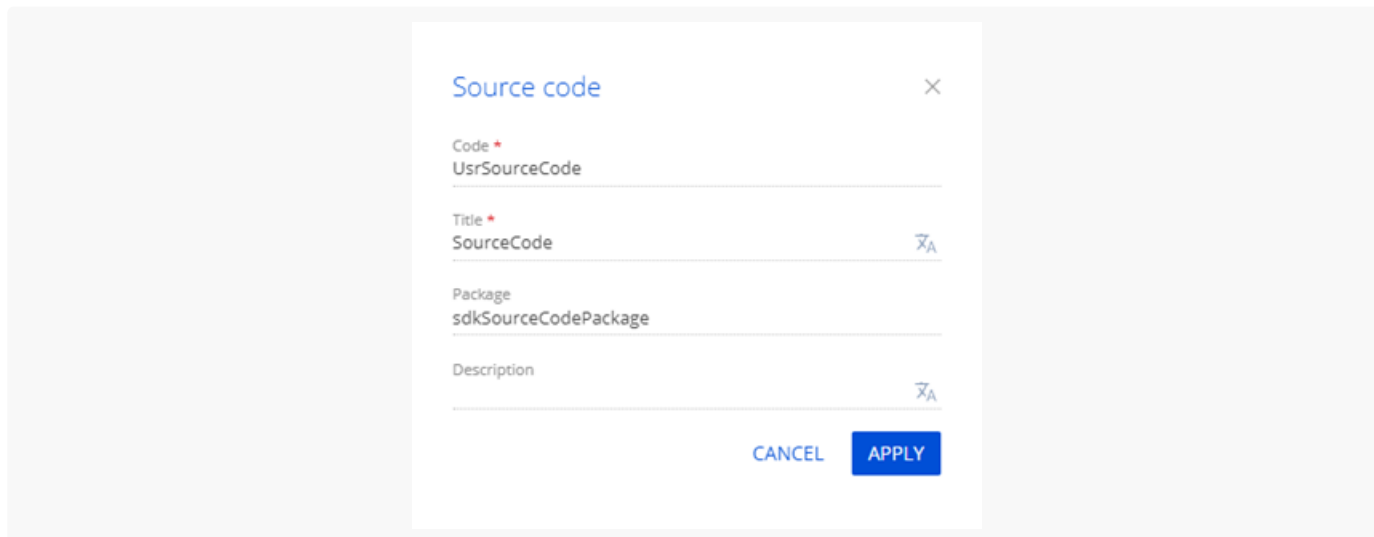 Source code
Code *
UsrSourceCode
Title *
SourceCode
Package
sdkSourceCodePackage
Description
CANCEL APPLY